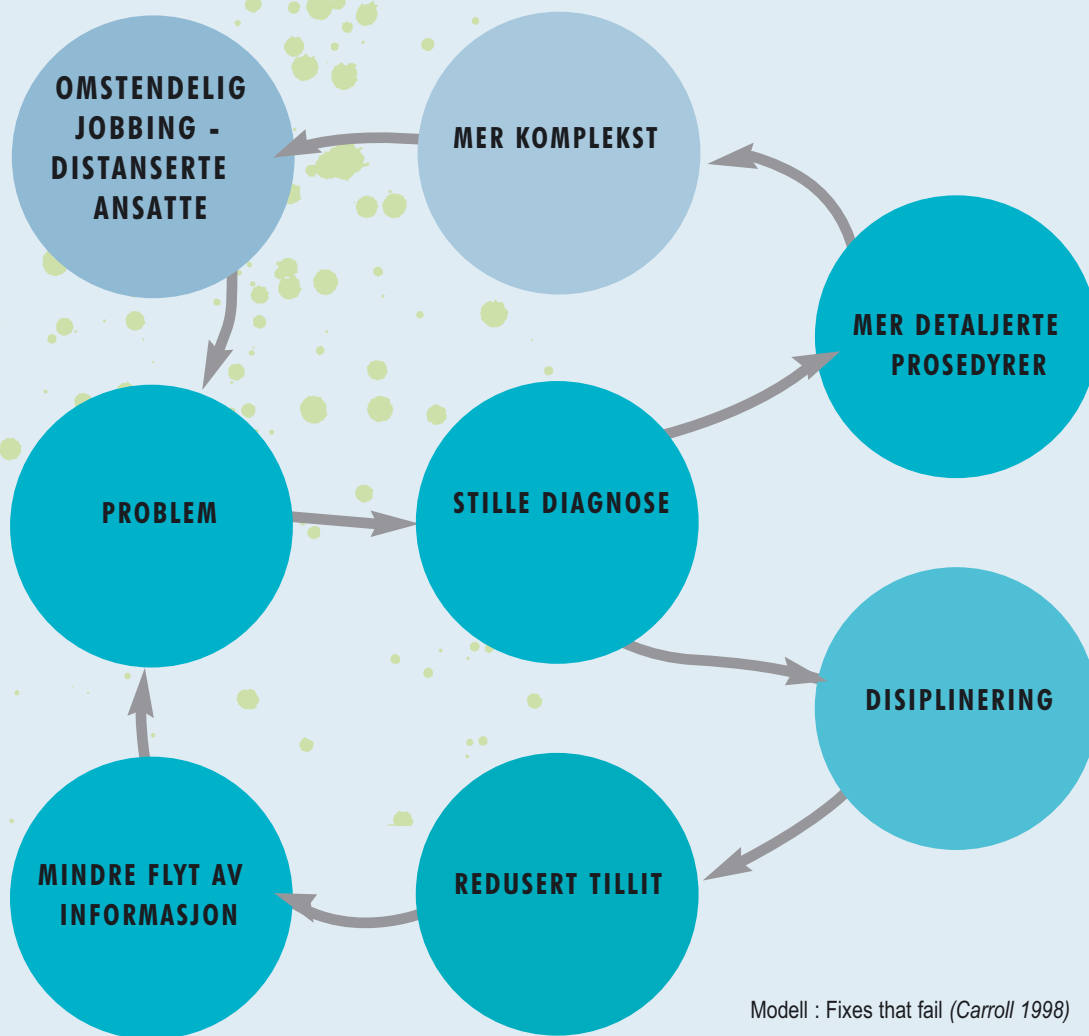 OMSTENDELIG
JOBBING -
DISTANSERTE
ANSATTE
MER KOMPLEKST
MER DETALJERTE
PROSEDYRER
PROBLEM
STILLE DIAGNOSE
DISIPLINERING
MINDRE FLYT AV
INFORMASJON
REDUSERT TILLIT
Modell : Fixes that fail (Carroll 1998)